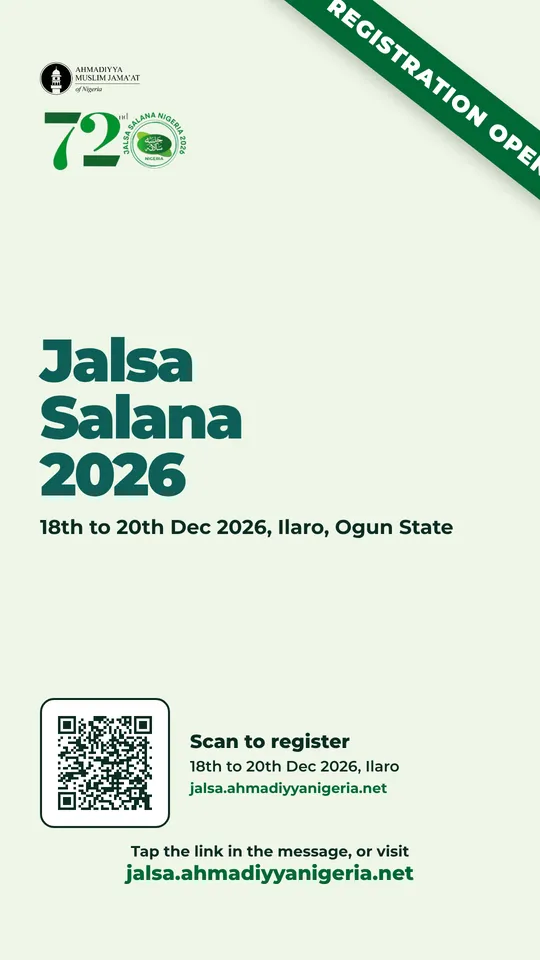 REGISTRATION OPEN
AHMADIYYA
MUSLIM JAMA'AT
of Nigeria
72nd
JALSA SALANA NIGERIA 2026
جلسہ سالانہ
NIGERIA
Jalsa
Salana
2026
18th to 20th Dec 2026, Ilaro, Ogun State
Scan to register
18th to 20th Dec 2026, Ilaro
jalsa.ahmadiyyanigeria.net
Tap the link in the message, or visit
jalsa.ahmadiyyanigeria.net